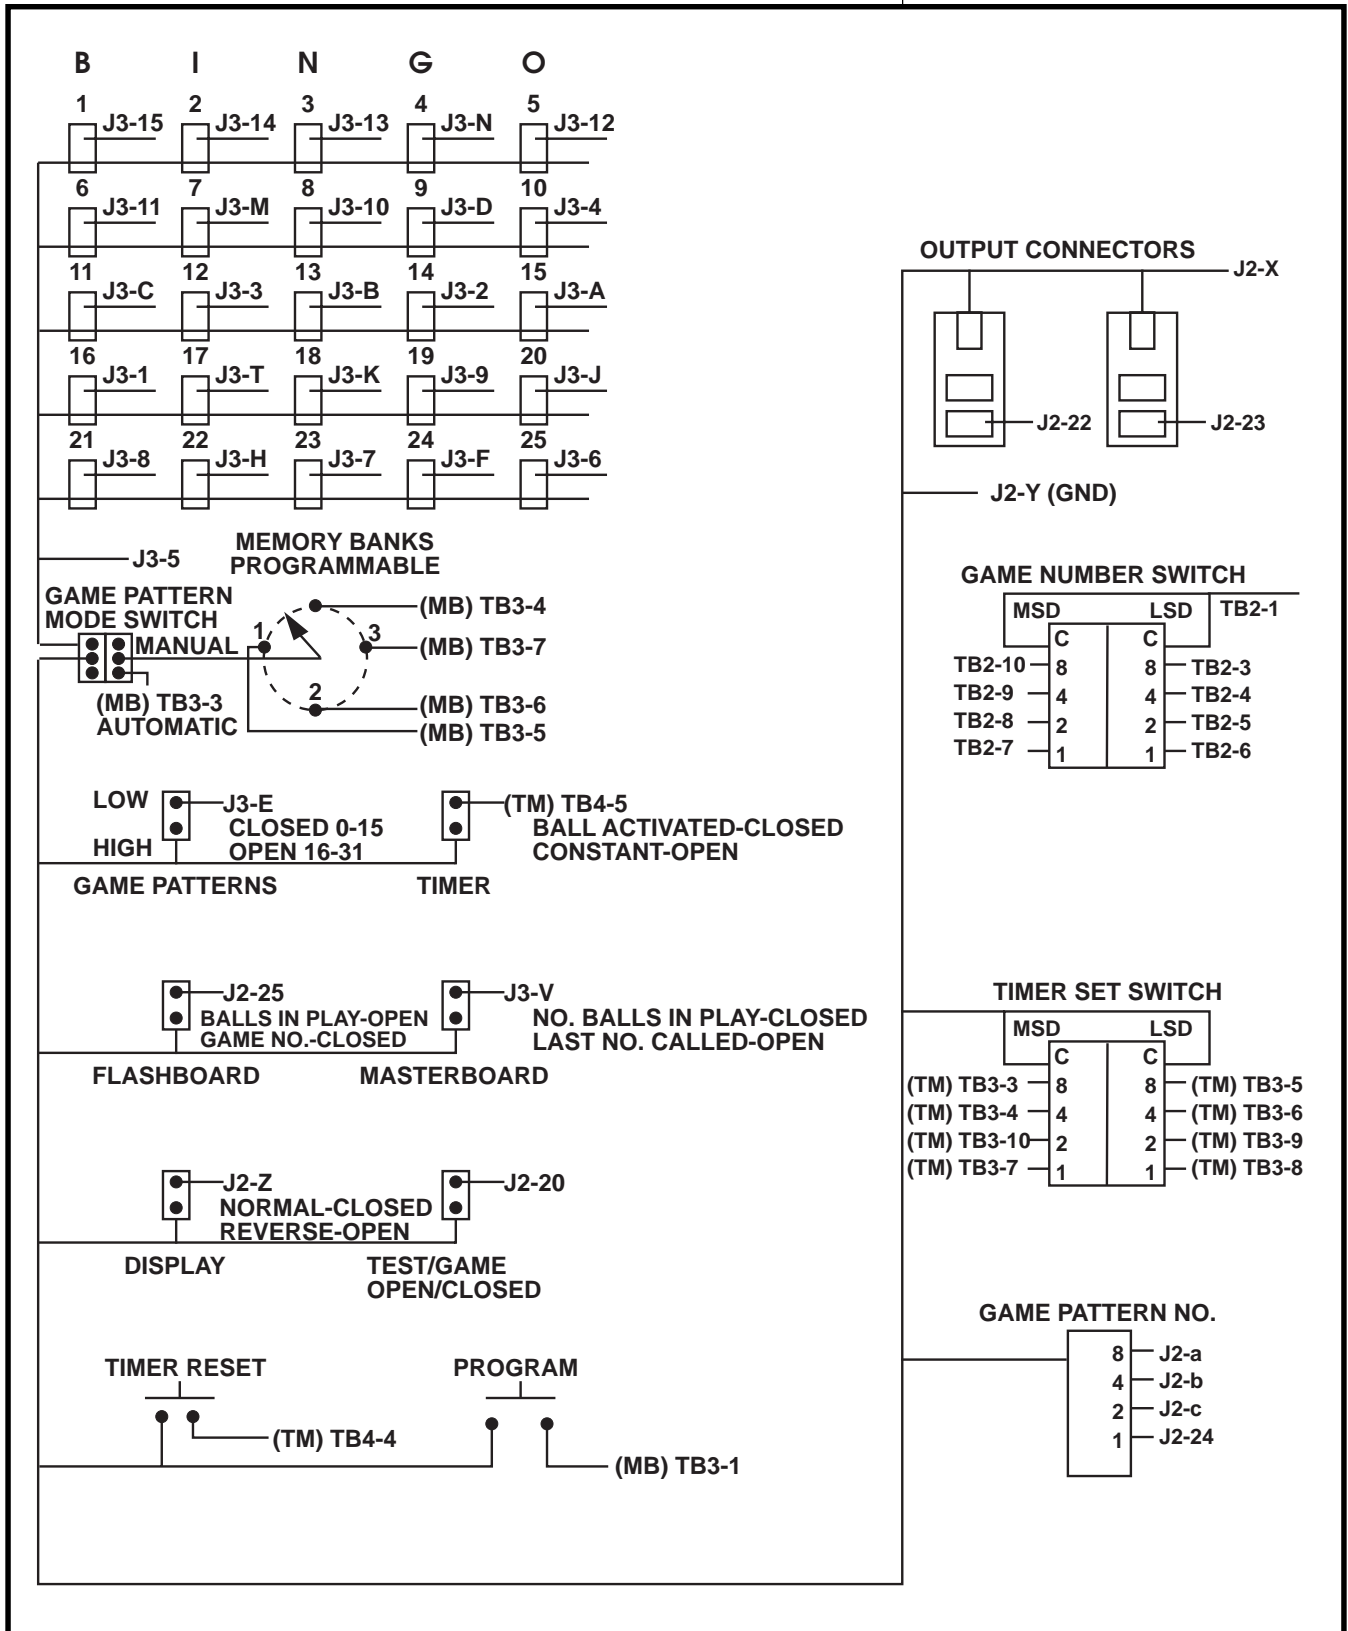 B I N G O
1 2 3 4 5
J3-15 J3-14 J3-13 J3-N J3-12
6 7 8 9 10
J3-11 J3-M J3-10 J3-D J3-4
11 12 13 14 15
J3-C J3-3 J3-B J3-2 J3-A
16 17 18 19 20
J3-1 J3-T J3-K J3-9 J3-J
21 22 23 24 25
J3-8 J3-H J3-7 J3-F J3-6
J3-5
MEMORY BANKS
PROGRAMMABLE
GAME PATTERN
MODE SWITCH
MANUAL
(MB) TB3-3
AUTOMATIC
1
2
3
(MB) TB3-4
(MB) TB3-7
(MB) TB3-6
(MB) TB3-5
LOW
HIGH
J3-E
CLOSED 0-15
OPEN 16-31
GAME PATTERNS
(TM) TB4-5
BALL ACTIVATED-CLOSED
CONSTANT-OPEN
TIMER
J2-25
BALLS IN PLAY-OPEN
GAME NO.-CLOSED
FLASHBOARD
J3-V
NO. BALLS IN PLAY-CLOSED
LAST NO. CALLED-OPEN
MASTERBOARD
J2-Z
NORMAL-CLOSED
REVERSE-OPEN
DISPLAY
J2-20
TEST/GAME
OPEN/CLOSED
TIMER RESET
(TM) TB4-4
PROGRAM
(MB) TB3-1
OUTPUT CONNECTORS
J2-X
J2-22
J2-23
J2-Y (GND)
GAME NUMBER SWITCH
MSD LSD TB2-1
C C
TB2-10 8 8 TB2-3
TB2-9 4 4 TB2-4
TB2-8 2 2 TB2-5
TB2-7 1 1 TB2-6
TIMER SET SWITCH
MSD LSD
C C
(TM) TB3-3 8 8 (TM) TB3-5
(TM) TB3-4 4 4 (TM) TB3-6
(TM) TB3-10 2 2 (TM) TB3-9
(TM) TB3-7 1 1 (TM) TB3-8
GAME PATTERN NO.
8 J2-a
4 J2-b
2 J2-c
1 J2-24